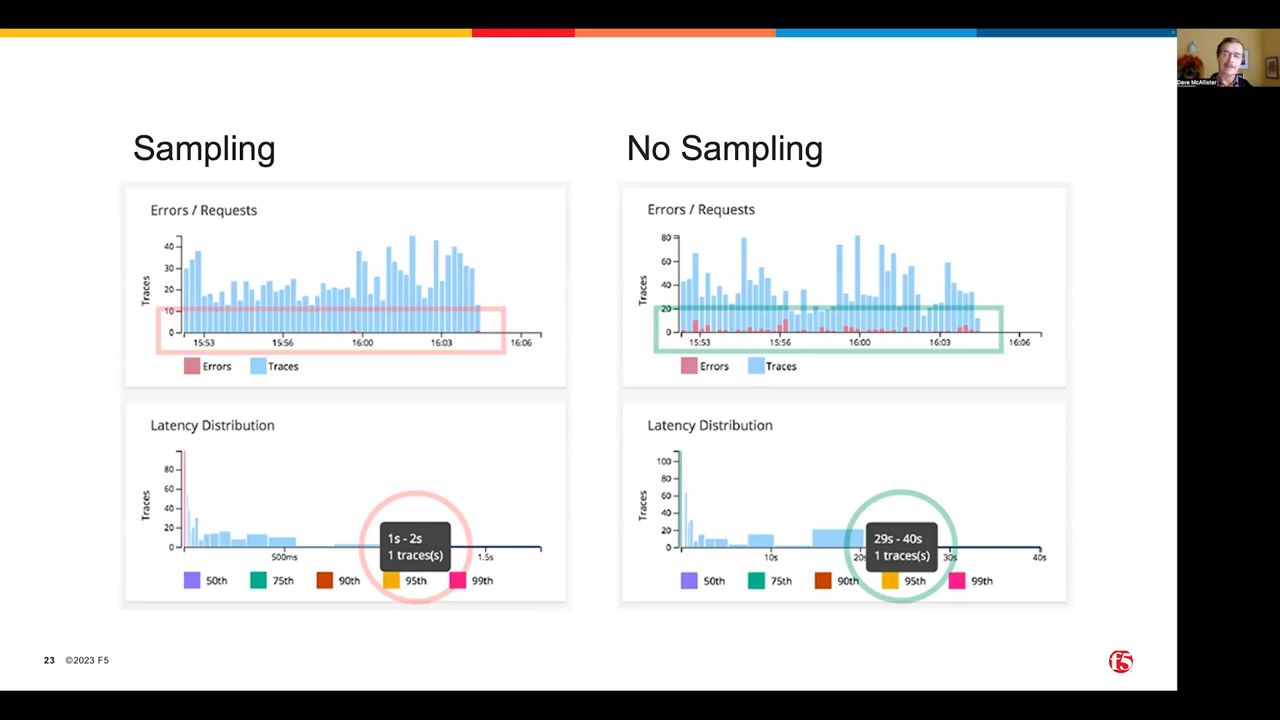 Dave McAllister
Sampling
No Sampling
Errors / Requests
Traces
40
30
20
10
0
15:53
15:56
16:00
16:03
16:06
Errors
Traces
Errors / Requests
Traces
80
60
40
20
0
15:53
15:56
16:00
16:03
16:06
Errors
Traces
Latency Distribution
Traces
80
60
40
20
0
500ms
1.5s
1s - 2s
1 traces(s)
50th
75th
90th
95th
99th
Latency Distribution
Traces
100
80
60
40
20
0
10s
20s
30s
40s
29s - 40s
1 traces(s)
50th
75th
90th
95th
99th
23 ©2023 F5
f5